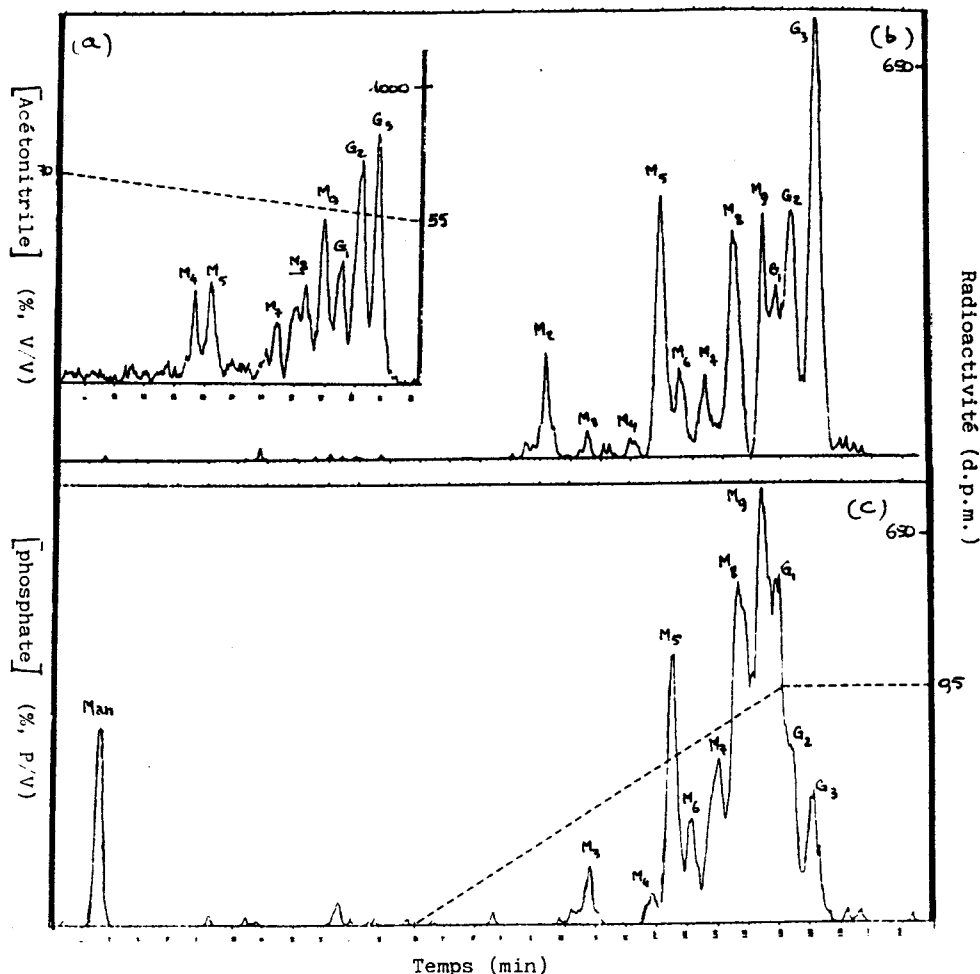 (a)
1000
G3
G2
M9
G1
M8
M7
M4
M5
70
55
[Acétonitrile] (%, V/V)
(b)
650
G3
M5
M8
M9
G2
G1
M2
M6
M7
M3
M4
Radioactivité (d.p.m.)
(c)
650
M9
M8
G1
M5
95
Man
M7
G2
M6
G3
M3
M4
[phosphate] (%, P/V)
Temps (min)